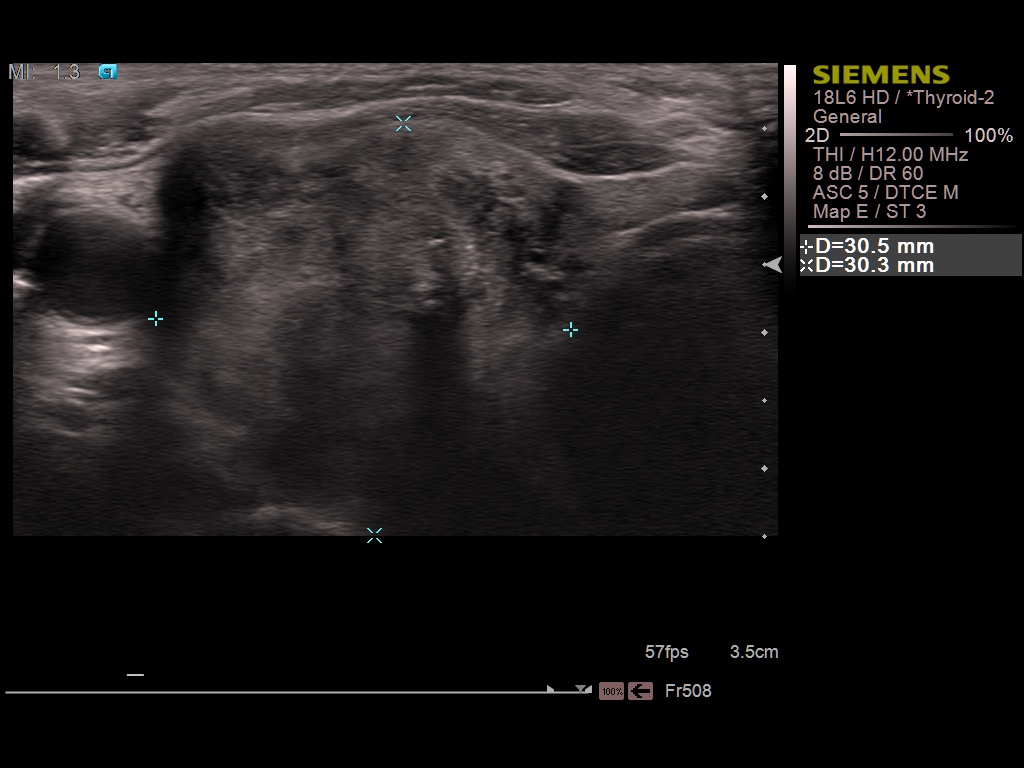 MI: 1.3
SIEMENS
18L6 HD / *Thyroid-2
General
2D 100%
THI / H12.00 MHz
8 dB / DR 60
ASC 5 / DTCE M
Map E / ST 3
D=30.5 mm
D=30.3 mm
57fps 3.5cm
100% Fr508